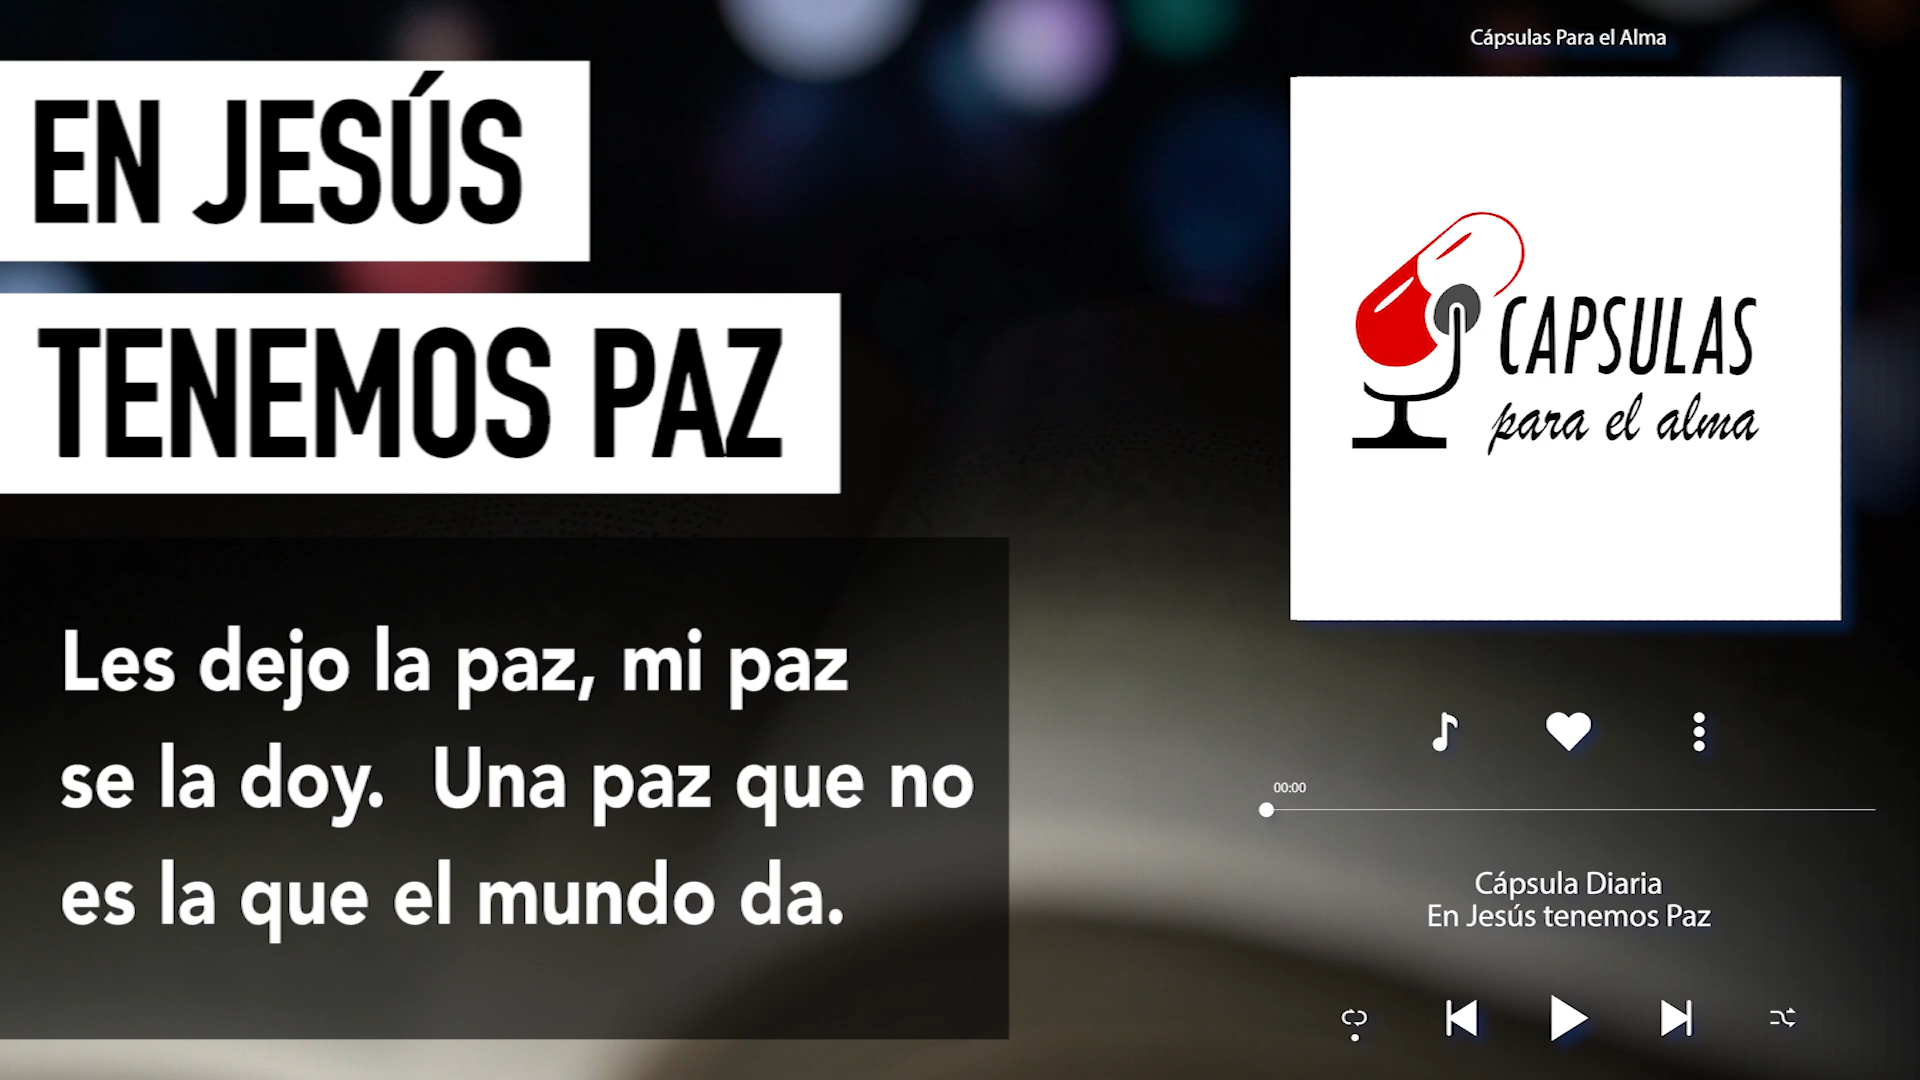 EN JESÚS
TENEMOS PAZ
Les dejo la paz, mi paz
se la doy.  Una paz que no
es la que el mundo da.
Cápsulas Para el Alma
CAPSULAS
para el alma
00:00
Cápsula Diaria
En Jesús tenemos Paz